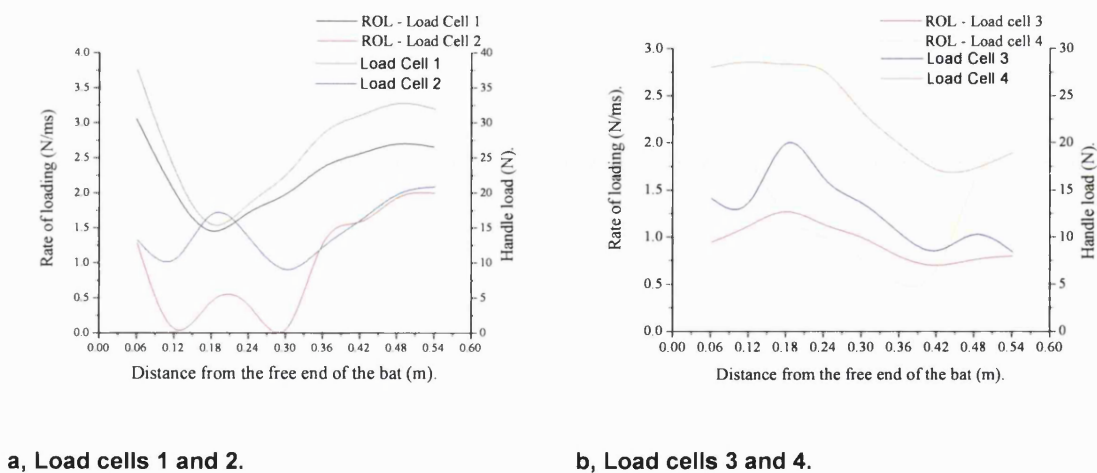 ROL - Load Cell 1
ROL - Load Cell 2
Load Cell 1
Load Cell 2
4.0
3.5
3.0
2.5
2.0
1.5
1.0
0.5
0.0
Rate of loading (N/ms)
40
35
30
25
20
15
10
5
0
Handle load (N).
0.00 0.06 0.12 0.18 0.24 0.30 0.36 0.42 0.48 0.54 0.60
Distance from the free end of the bat (m).
a, Load cells 1 and 2.
ROL - Load cell 3
ROL - Load cell 4
Load Cell 3
Load Cell 4
3.0
2.5
2.0
1.5
1.0
0.5
0.0
Rate of loading (N/ms).
30
25
20
15
10
5
0
Handle load (N).
0.00 0.06 0.12 0.18 0.24 0.30 0.36 0.42 0.48 0.54 0.60
Distance from the free end of the bat (m).
b, Load cells 3 and 4.